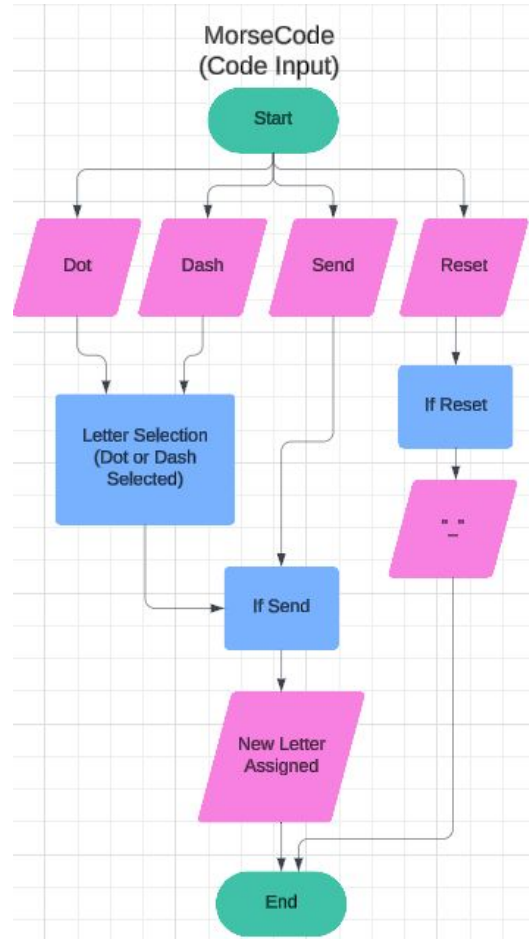 MorseCode
(Code Input)
Start
Dot
Dash
Send
Reset
If Reset
Letter Selection
(Dot or Dash
Selected)
"_"
If Send
New Letter
Assigned
End